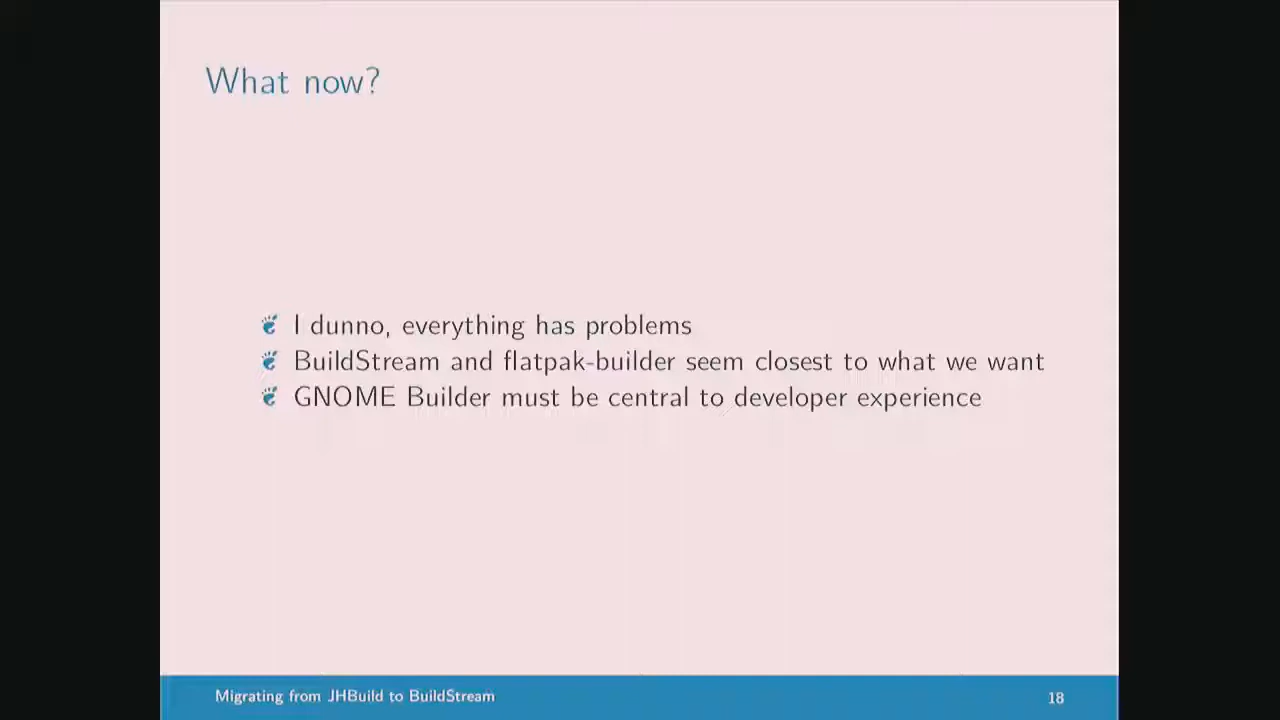 What now?
I dunno, everything has problems
BuildStream and flatpak-builder seem closest to what we want
GNOME Builder must be central to developer experience
Migrating from JHBuild to BuildStream
18